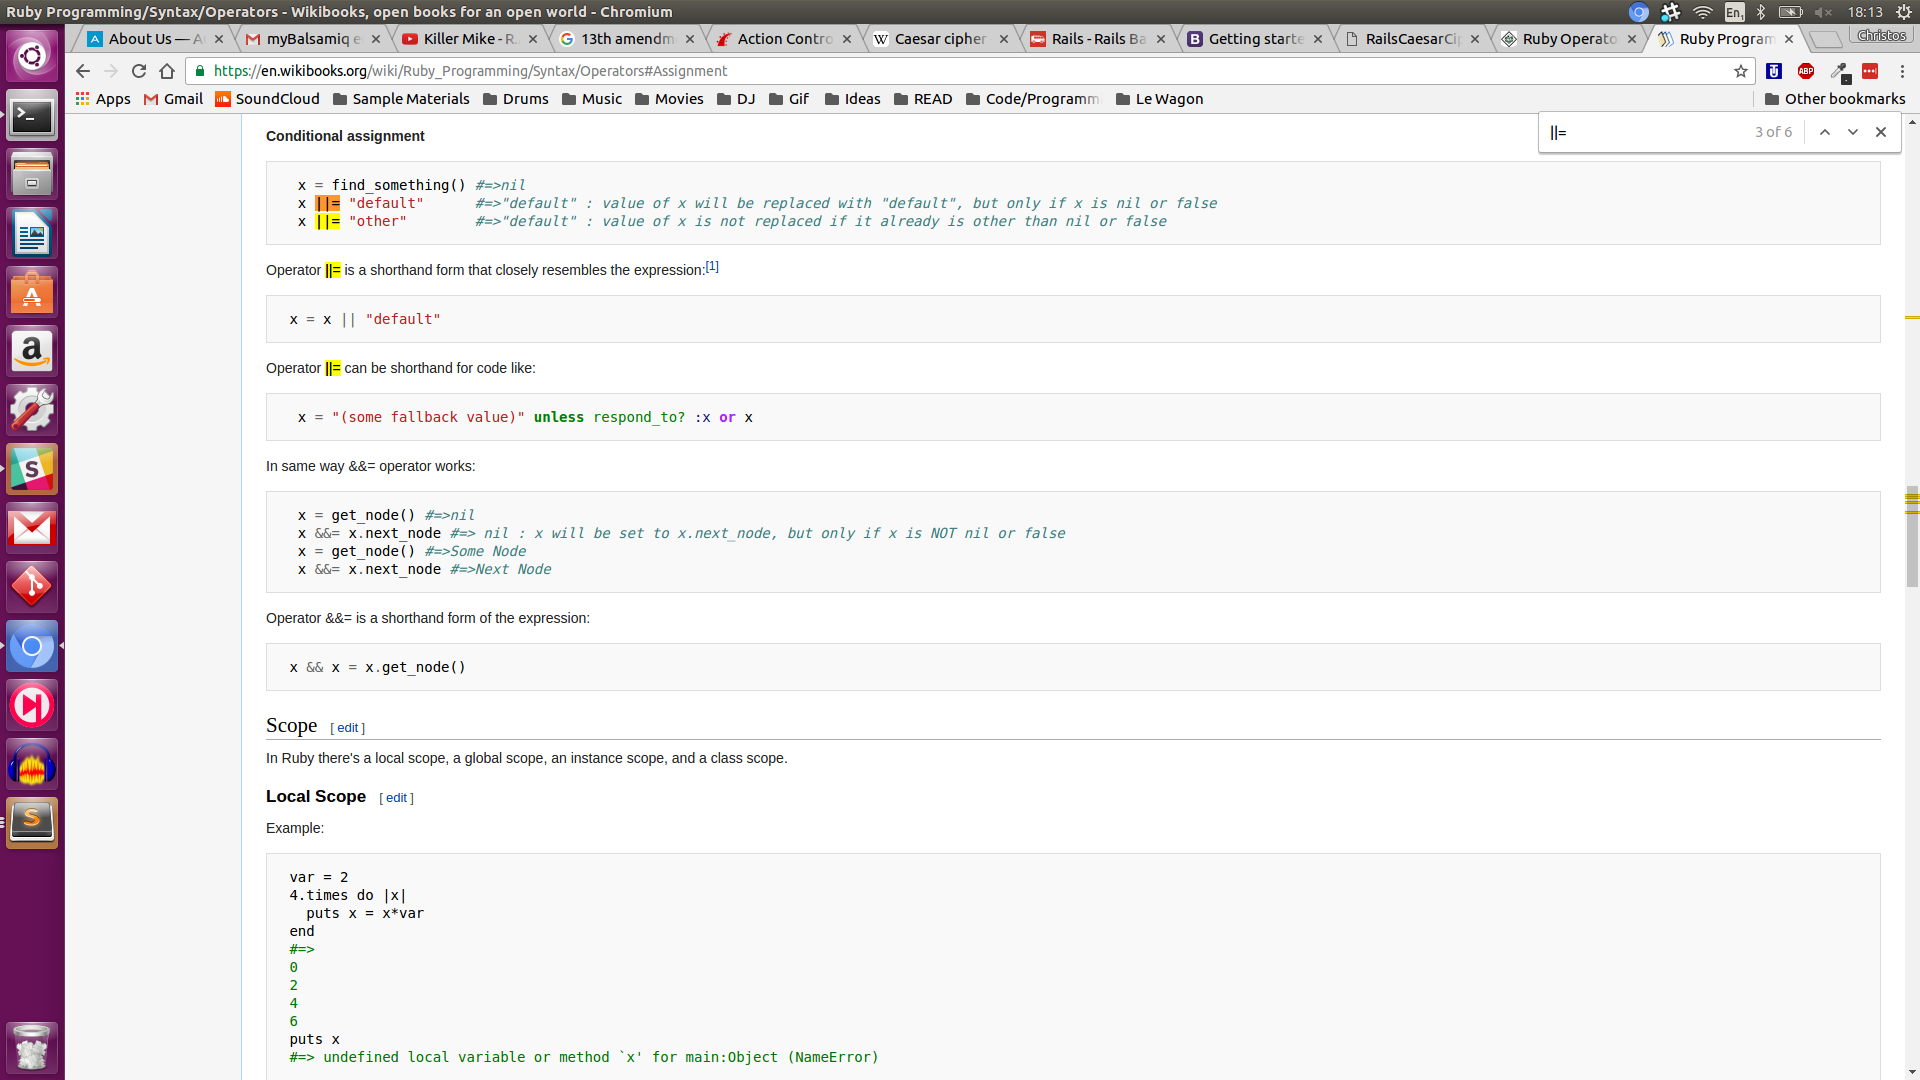 Ruby Programming/Syntax/Operators - Wikibooks, open books for an open world - Chromium
En1
18:13
About Us — A
myBalsamiq e
Killer Mike - R
13th amendm
Action Contro
Caesar cipher
Rails - Rails Ba
Getting starte
RailsCaesarCip
Ruby Operato
Ruby Program
Christos
https://en.wikibooks.org/wiki/Ruby_Programming/Syntax/Operators#Assignment
ABP
Apps Gmail SoundCloud Sample Materials Drums Music Movies DJ Gif Ideas READ Code/Programm Le Wagon Other bookmarks
||= 3 of 6
Conditional assignment
x = find_something() #=>nil
x ||= "default" #=>"default" : value of x will be replaced with "default", but only if x is nil or false
x ||= "other" #=>"default" : value of x is not replaced if it already is other than nil or false
Operator ||= is a shorthand form that closely resembles the expression:[1]
x = x || "default"
Operator ||= can be shorthand for code like:
x = "(some fallback value)" unless respond_to? :x or x
In same way &&= operator works:
x = get_node() #=>nil
x &&= x.next_node #=> nil : x will be set to x.next_node, but only if x is NOT nil or false
x = get_node() #=>Some Node
x &&= x.next_node #=>Next Node
Operator &&= is a shorthand form of the expression:
x && x = x.get_node()
Scope [ edit ]
In Ruby there's a local scope, a global scope, an instance scope, and a class scope.
Local Scope [ edit ]
Example:
var = 2
4.times do |x|
puts x = x*var
end
#=>
0
2
4
6
puts x
#=> undefined local variable or method `x' for main:Object (NameError)